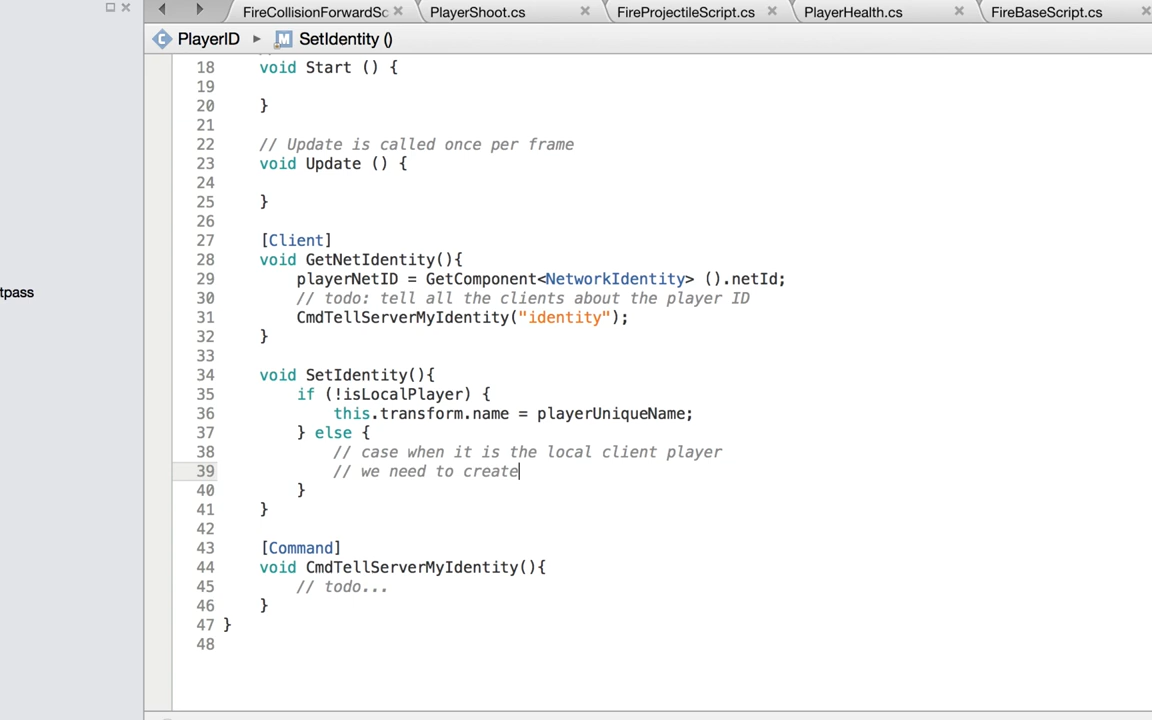 FireCollisionForwardSc PlayerShoot.cs FireProjectileScript.cs PlayerHealth.cs FireBaseScript.cs
C PlayerID M SetIdentity ()
18 void Start () {
19
20 }
21
22 // Update is called once per frame
23 void Update () {
24
25 }
26
27 [Client]
28 void GetNetIdentity(){
29 playerNetID = GetComponent<NetworkIdentity> ().netId;
tpass
30 // todo: tell all the clients about the player ID
31 CmdTellServerMyIdentity("identity");
32 }
33
34 void SetIdentity(){
35 if (!isLocalPlayer) {
36 this.transform.name = playerUniqueName;
37 } else {
38 // case when it is the local client player
39 // we need to create
40 }
41 }
42
43 [Command]
44 void CmdTellServerMyIdentity(){
45 // todo...
46 }
47 }
48